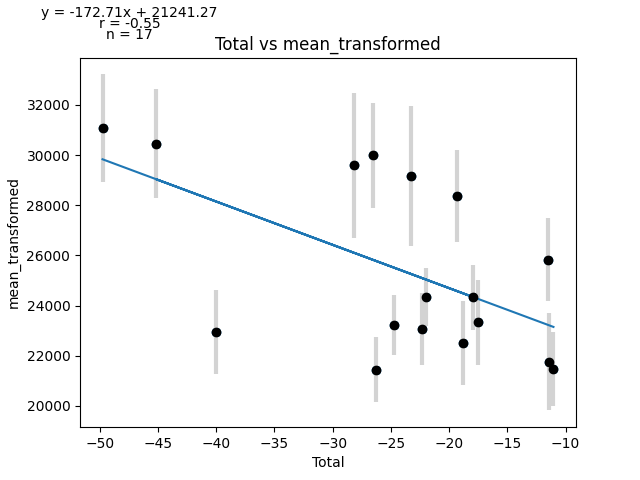 y = -172.71x + 21241.27
r = -0.55
n = 17
Total vs mean_transformed
mean_transformed
32000
30000
28000
26000
24000
22000
20000
−50
−45
−40
−35
−30
−25
−20
−15
−10
Total